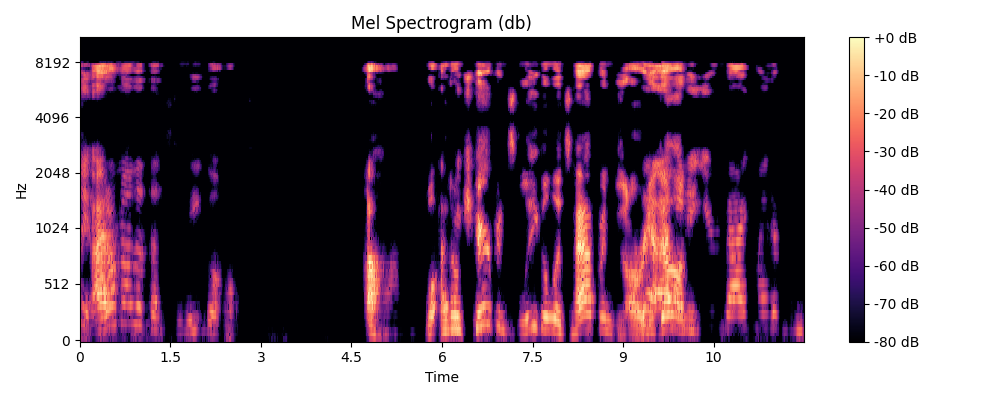 Mel Spectrogram (db)
8192
4096
2048
1024
512
0
Hz
0 1.5 3 4.5 6 7.5 9 10
Time
+0 dB
-10 dB
-20 dB
-30 dB
-40 dB
-50 dB
-60 dB
-70 dB
-80 dB